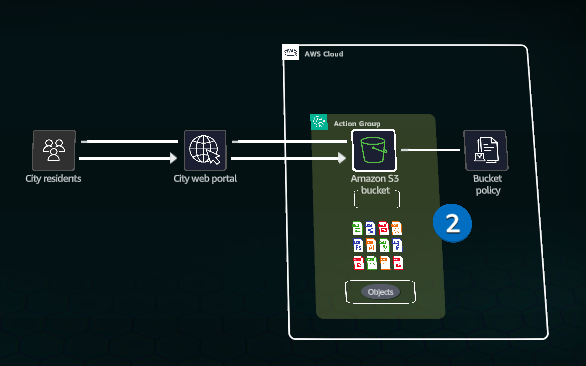 AWS Cloud
Action Group
City residents
City web portal
Amazon S3
bucket
Bucket
policy
2
Objects